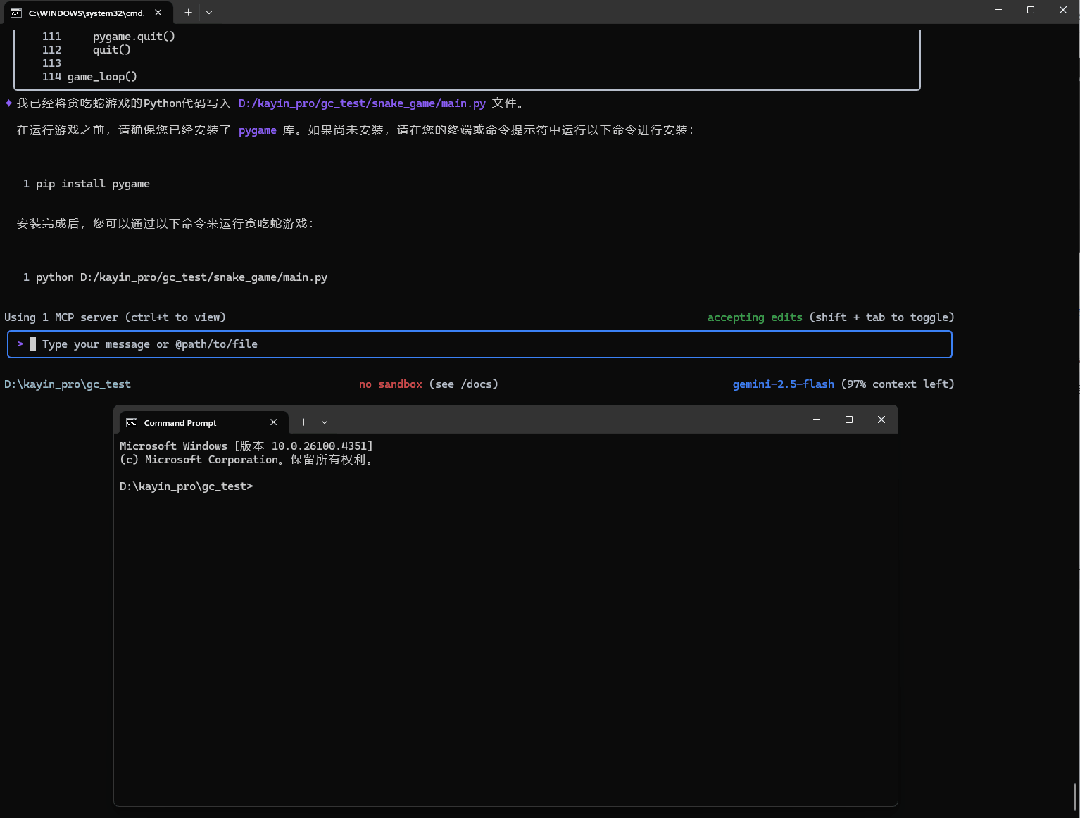 C:\WINDOWS\system32\cmd.
111 pygame.quit()
112 quit()
113
114 game_loop()
我已经将贪吃蛇游戏的Python代码写入 D:/kayin_pro/gc_test/snake_game/main.py 文件。
在运行游戏之前，请确保您已经安装了 pygame 库。如果尚未安装，请在您的终端或命令提示符中运行以下命令进行安装：
1 pip install pygame
安装完成后，您可以通过以下命令来运行贪吃蛇游戏：
1 python D:/kayin_pro/gc_test/snake_game/main.py
Using 1 MCP server (ctrl+t to view) accepting edits (shift + tab to toggle)
> Type your message or @path/to/file
D:\kayin_pro\gc_test no sandbox (see /docs) gemini-2.5-flash (97% context left)
Command Prompt
Microsoft Windows [版本 10.0.26100.4351]
(c) Microsoft Corporation。保留所有权利。
D:\kayin_pro\gc_test>